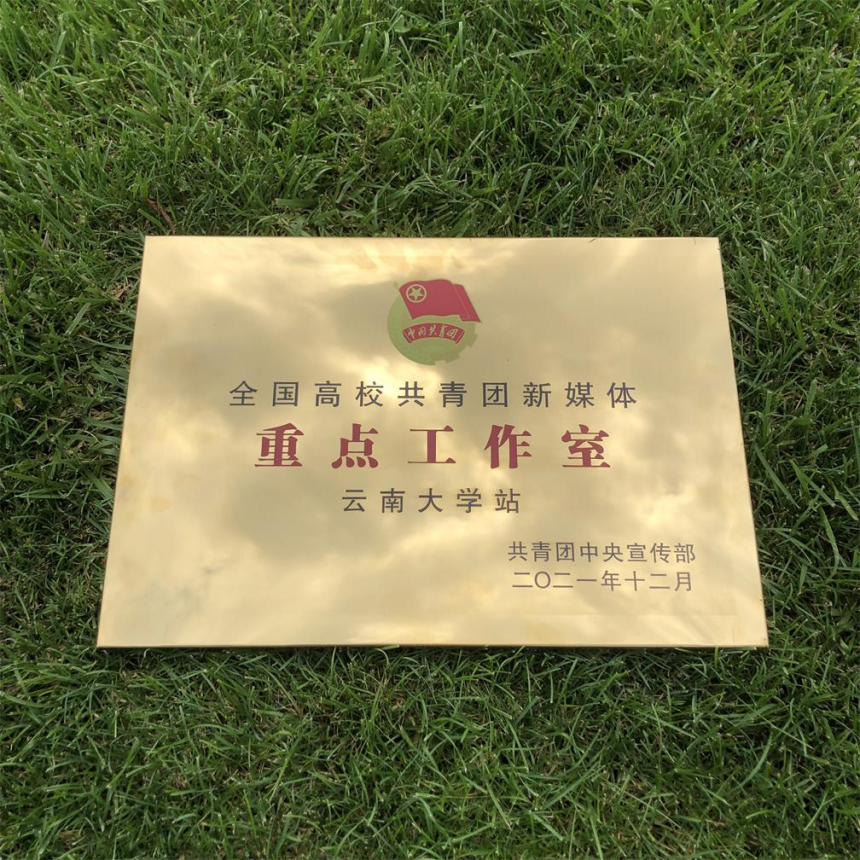 中国共青团
全国高校共青团新媒体
重点工作室
云南大学站
共青团中央宣传部
二〇二一年十二月